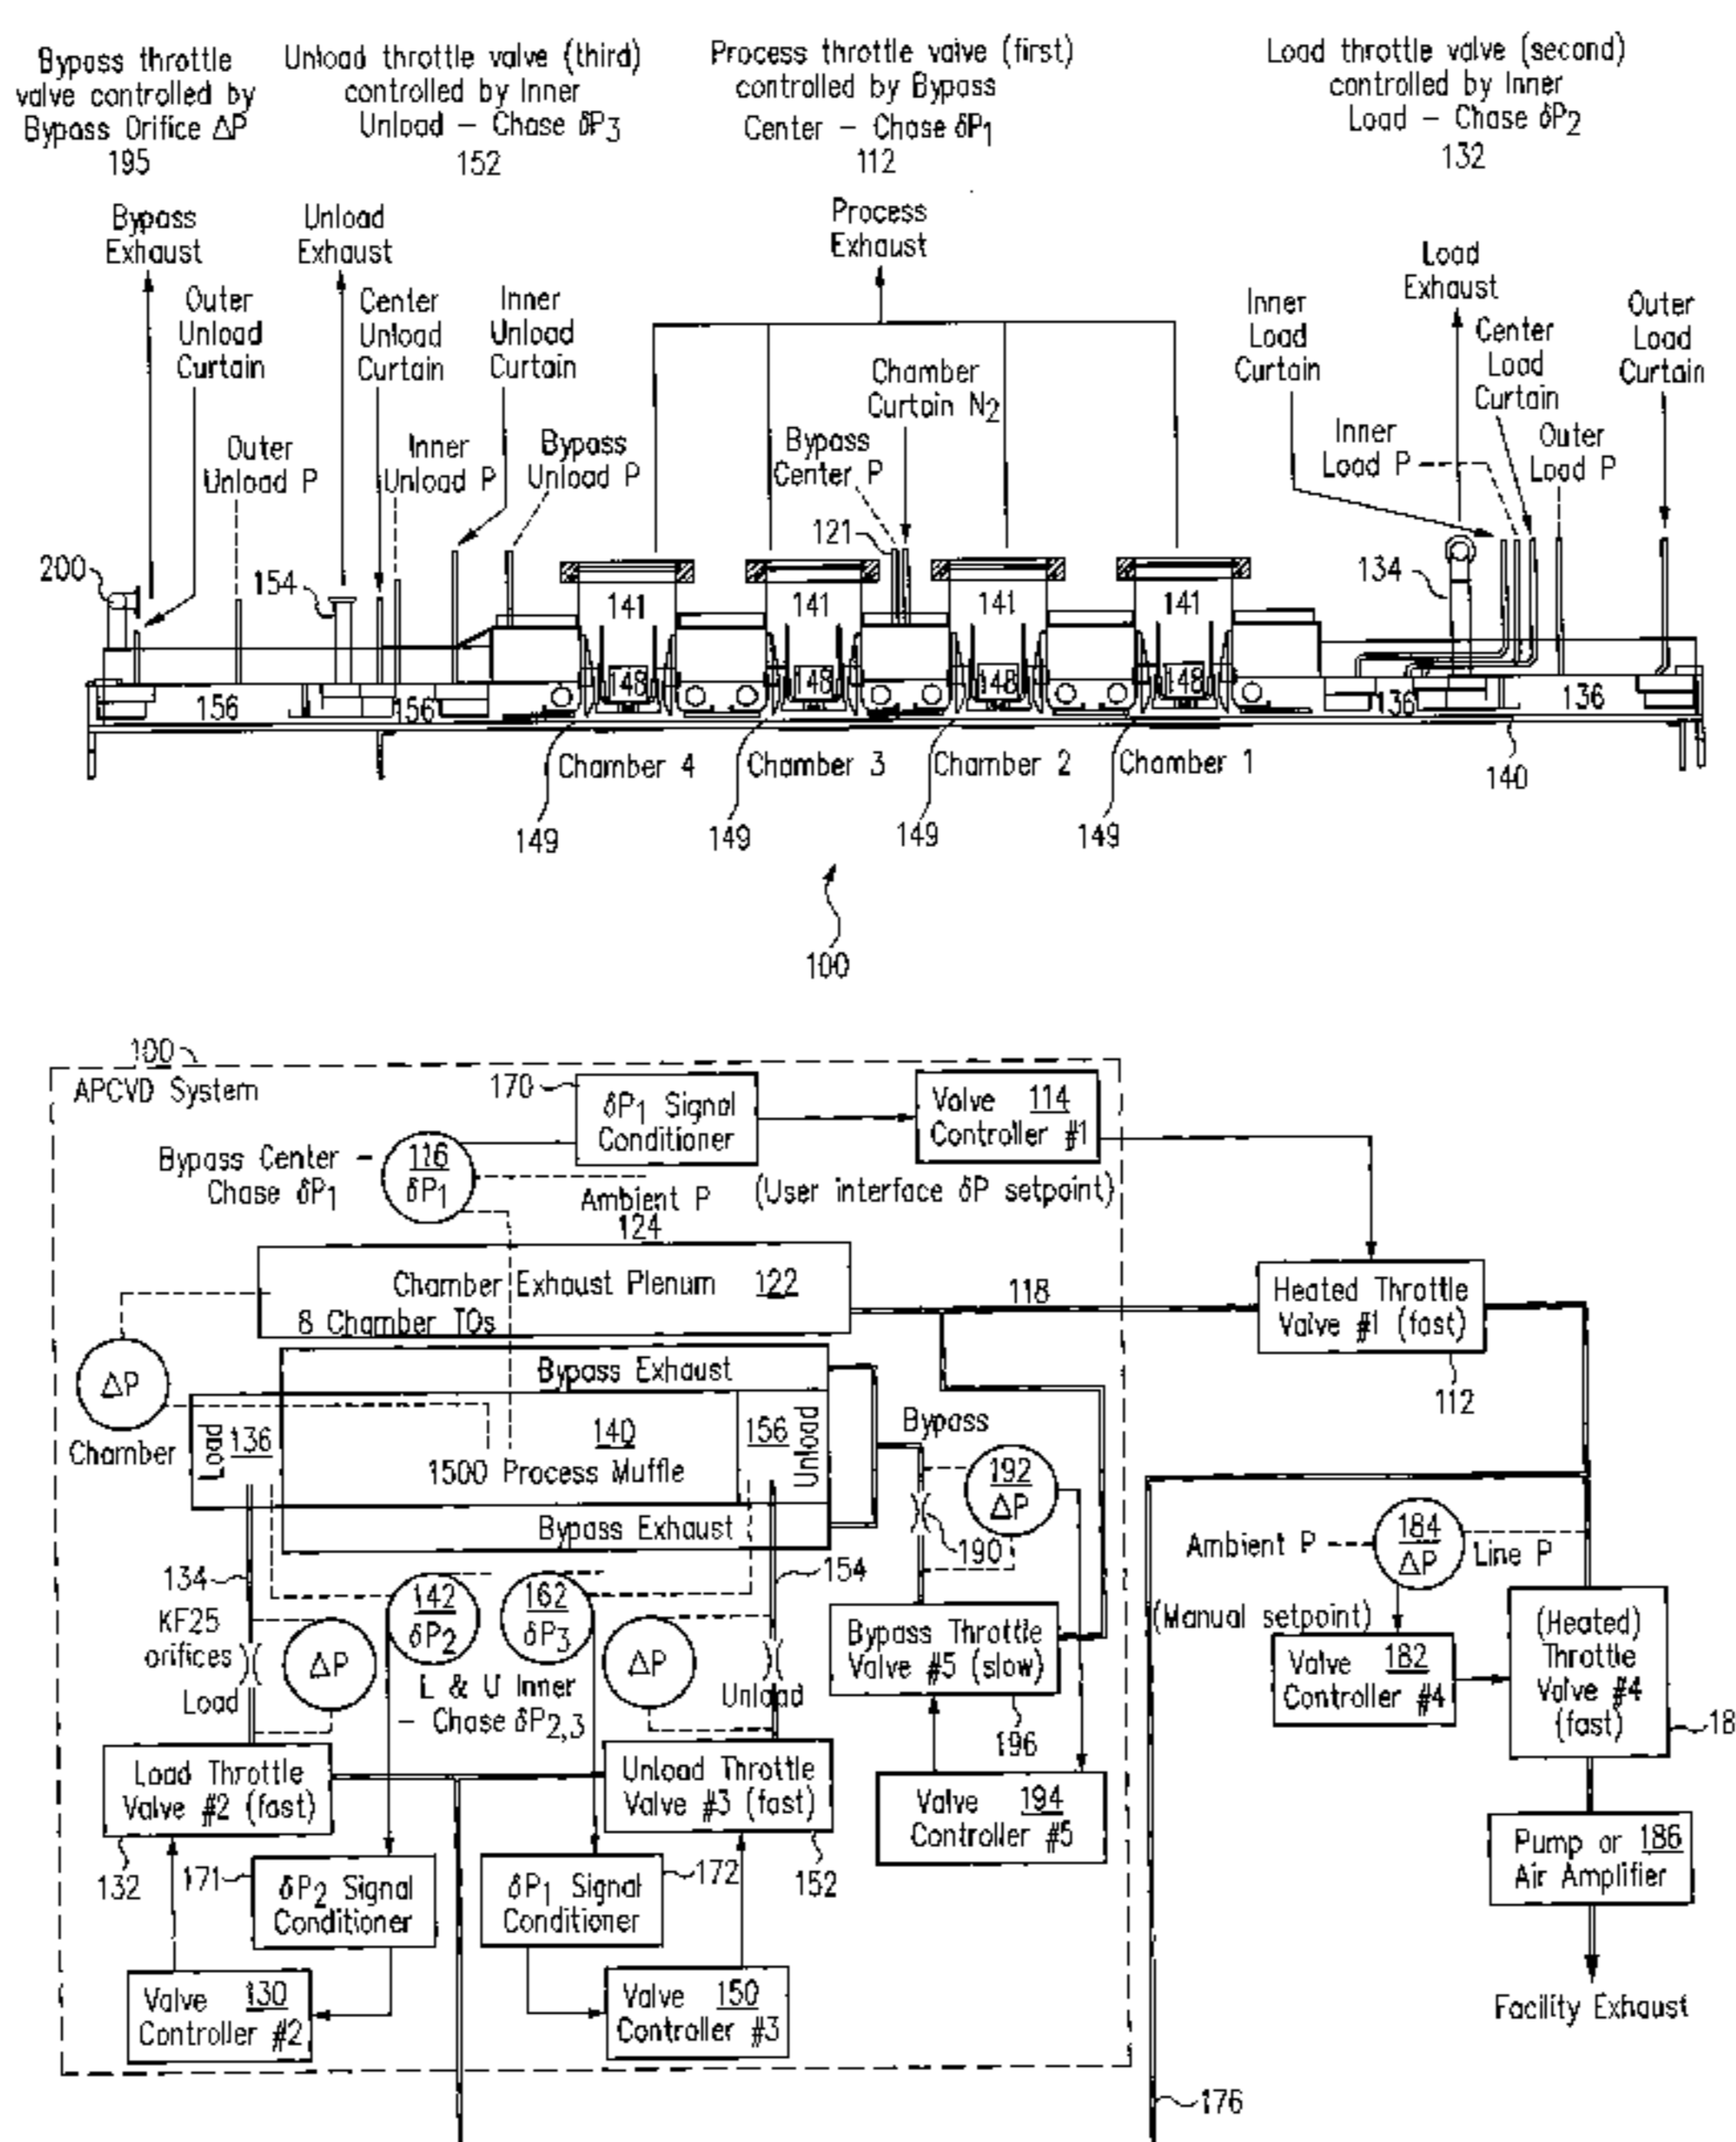 Bypass throttle
valve controlled by
Bypass Orifice ΔP
195
Unload throttle valve (third)
controlled by Inner
Unload – Chase δP3
152
Process throttle valve (first)
controlled by Bypass
Center – Chase δP1
112
Load throttle valve (second)
controlled by Inner
Load – Chase δP2
132
Bypass
Exhaust
Unload
Exhaust
Process
Exhaust
Load
Exhaust
Outer
Unload
Curtain
Center
Unload
Curtain
Inner
Unload
Curtain
Chamber
Curtain N2
Inner
Load
Curtain
Center
Load
Curtain
Outer
Load
Curtain
Outer
Unload P
Inner
Unload P
Bypass
Unload P
Bypass
Center P
Inner
Load P
Outer
Load P
121
200
154
134
141
141
141
141
148
148
148
148
156
156
136
136
Chamber 4
Chamber 3
Chamber 2
Chamber 1
140
149
149
149
149
100
100
APCVD System
170
δP1 Signal
Conditioner
Valve 114
Controller #1
Bypass Center –
Chase δP1
116
δP1
Ambient P
124
(User interface δP setpoint)
Chamber Exhaust Plenum 122
8 Chamber TOs
118
Heated Throttle
Valve #1 (fast)
112
ΔP
Chamber
Bypass Exhaust
Load
136
140
1500 Process Muffle
156
Unload
Bypass Exhaust
Bypass
192
ΔP
190
134
KF25
orifices
Load
ΔP
142
δP2
162
δP3
L & U Inner
– Chase δP2,3
ΔP
154
Unload
Bypass Throttle
Valve #5 (slow)
196
Valve 194
Controller #5
Ambient P
184
ΔP
Line P
(Manual setpoint)
Valve 182
Controller #4
(Heated)
Throttle
Valve #4
(fast)
18
Pump or 186
Air Amplifier
Facility Exhaust
Load Throttle
Valve #2 (fast)
132
Unload Throttle
Valve #3 (fast)
152
171
δP2 Signal
Conditioner
δP1 Signal
Conditioner
172
Valve 130
Controller #2
Valve 150
Controller #3
176